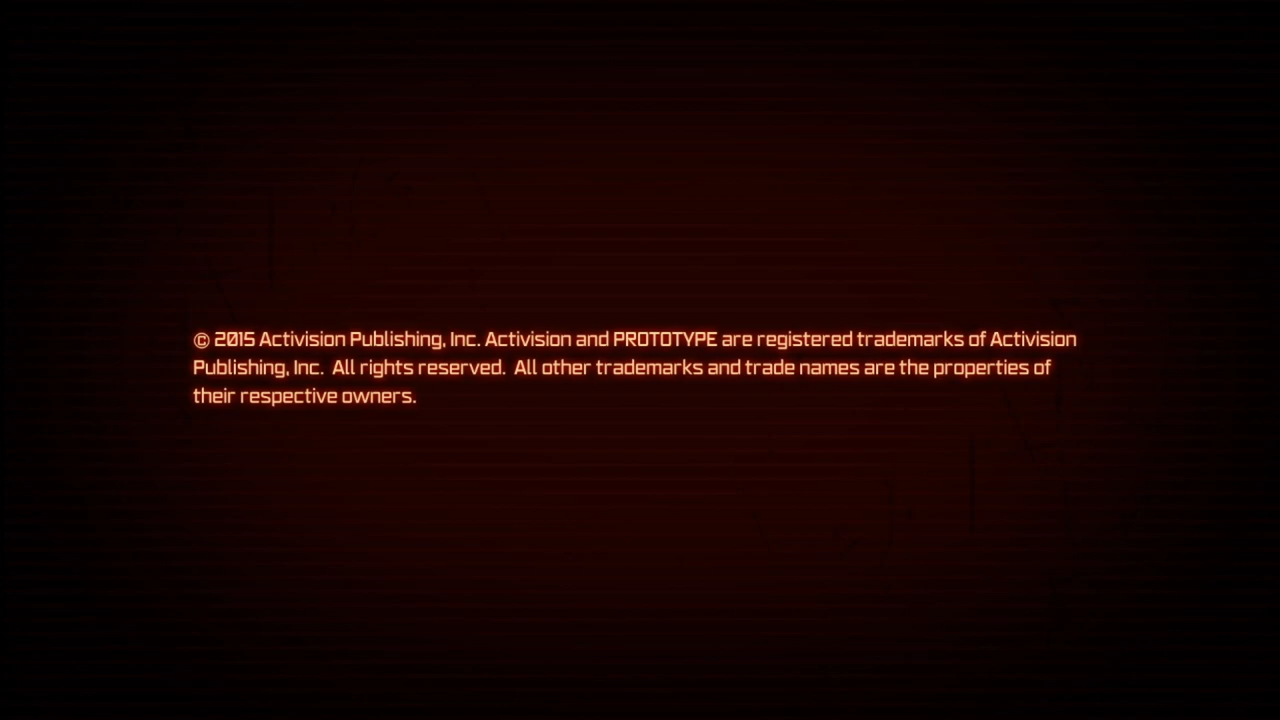 © 2015 Activision Publishing, Inc. Activision and PROTOTYPE are registered trademarks of Activision
Publishing, Inc.  All rights reserved.  All other trademarks and trade names are the properties of
their respective owners.